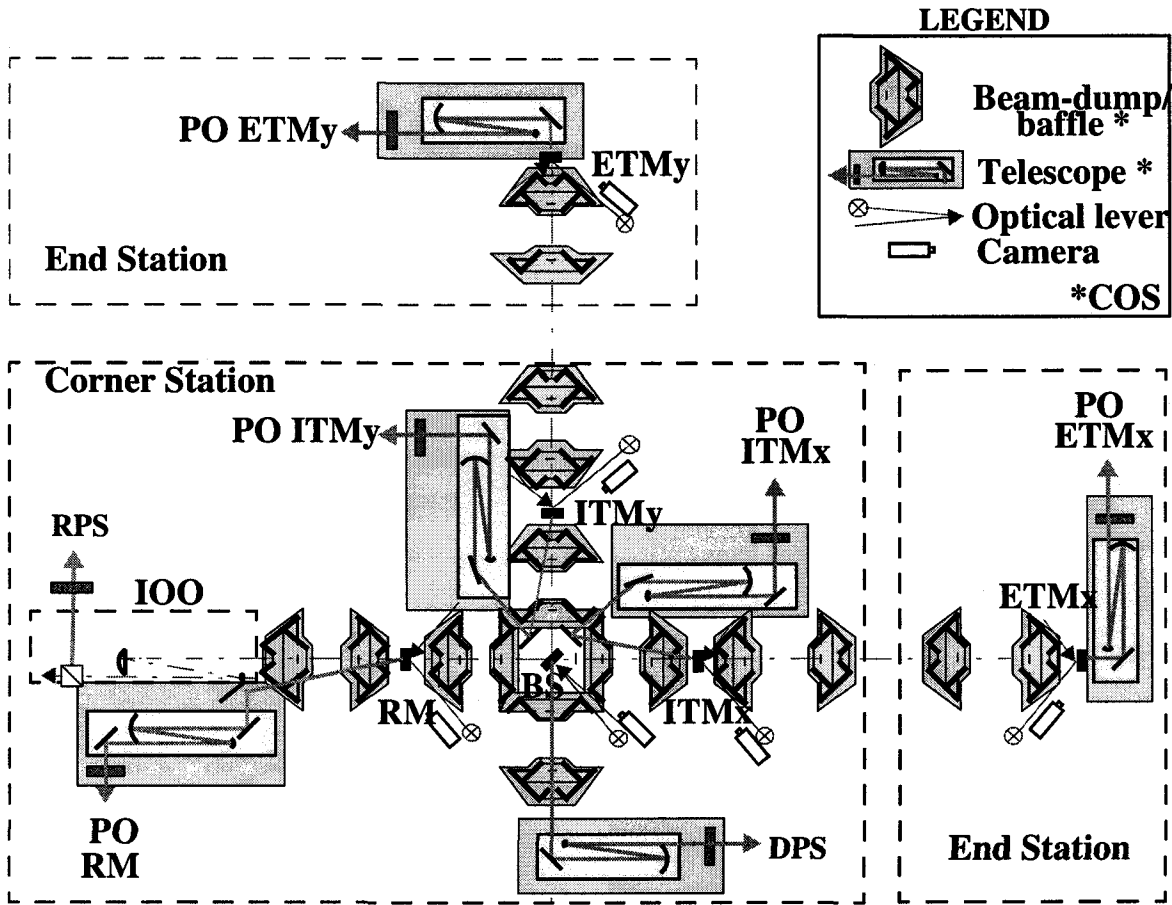 LEGEND
Beam-dump/
baffle *
Telescope *
Optical lever
Camera
*COS
PO ETMy
ETMy
End Station
Corner Station
PO ITMy
PO
ITMx
PO
ETMx
ITMy
RPS
IOO
ETMx
BS
RM
ITMx
PO
RM
DPS
End Station